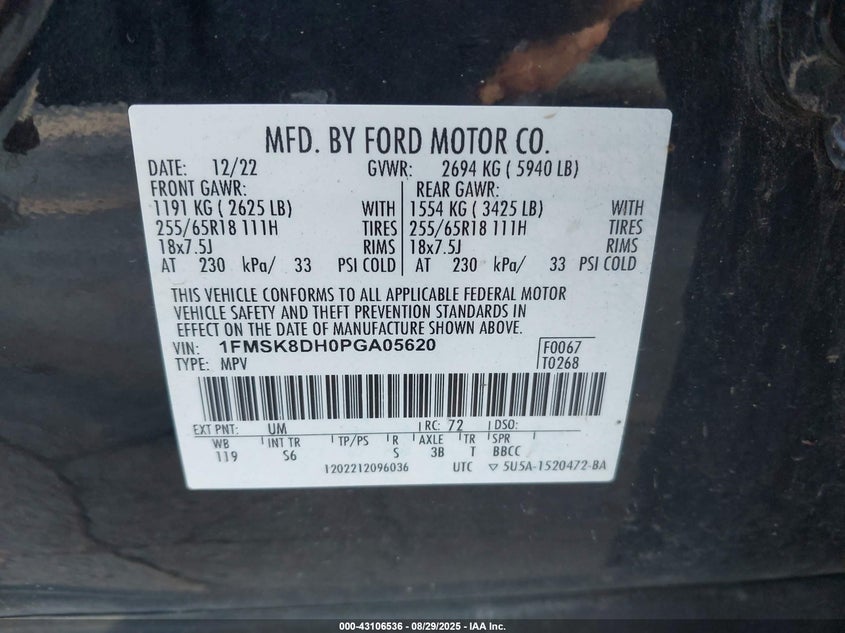 MFD. BY FORD MOTOR CO.
DATE: 12/22 GVWR: 2694 KG ( 5940 LB)
FRONT GAWR: REAR GAWR:
1191 KG ( 2625 LB) WITH 1554 KG ( 3425 LB) WITH
255/65R18 111H TIRES 255/65R18 111H TIRES
18x7.5J RIMS 18x7.5J RIMS
AT 230 kPa/ 33 PSI COLD AT 230 kPa/ 33 PSI COLD
THIS VEHICLE CONFORMS TO ALL APPLICABLE FEDERAL MOTOR
VEHICLE SAFETY AND THEFT PREVENTION STANDARDS IN
EFFECT ON THE DATE OF MANUFACTURE SHOWN ABOVE.
VIN: 1FMSK8DH0PGA05620 F0067
TYPE: MPV T0268
EXT PNT: UM RC: 72 DSO:
WB INT TR TP/PS R AXLE TR SPR
119 S6 S 3B T BBCC
1202212096036 UTC ▽ 5U5A-1520472-BA
000-43106536 - 08/29/2025 - IAA Inc.